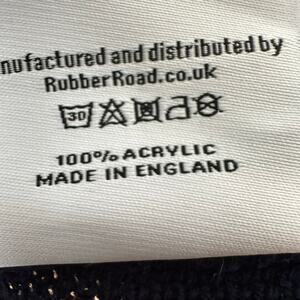 nufactured and distributed by
RubberRoad.co.uk
30
100% ACRYLIC
MADE IN ENGLAND